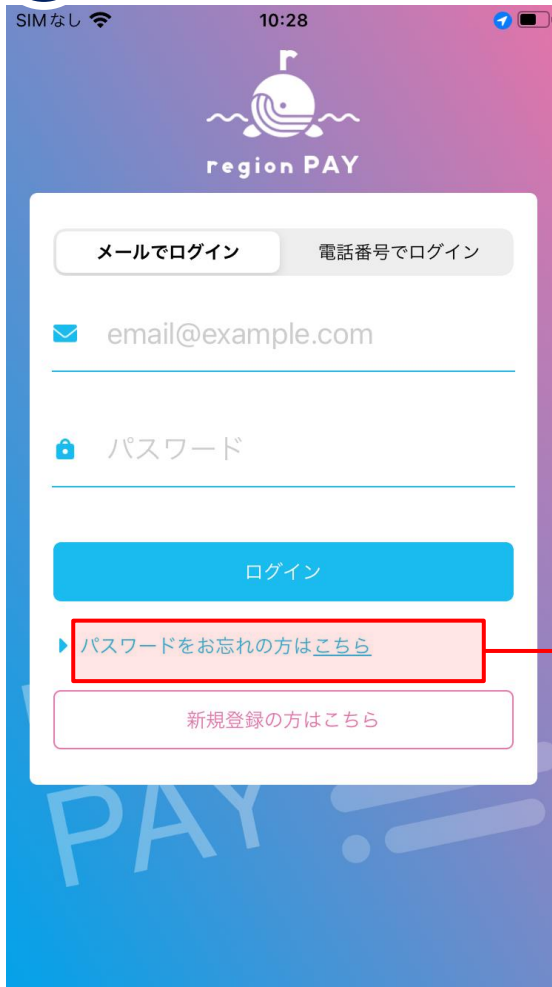 SIMなし 10:28
region PAY
メールでログイン 電話番号でログイン
email@example.com
パスワード
ログイン
パスワードをお忘れの方はこちら
新規登録の方はこちら
PAY